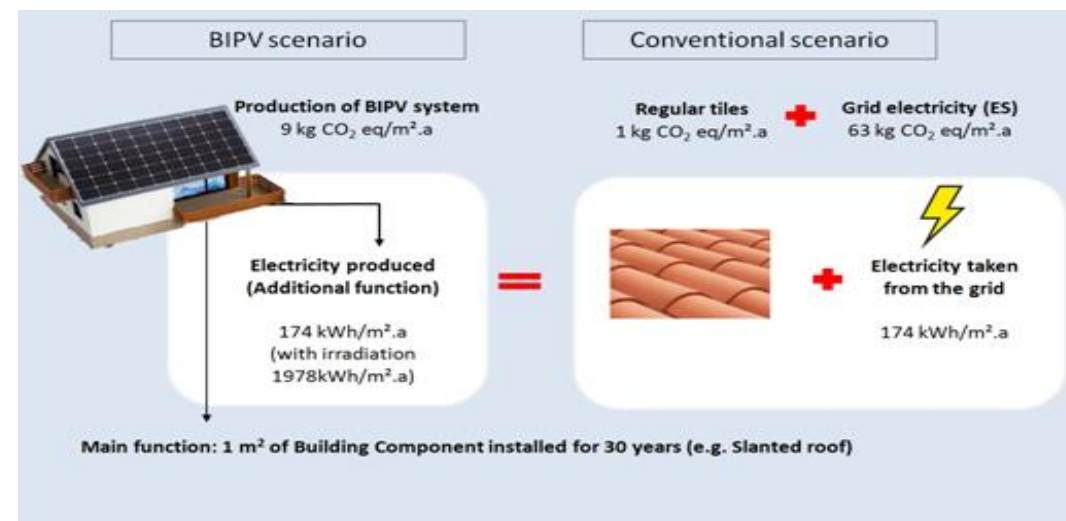 BIPV scenario
Conventional scenario
Production of BIPV system
9 kg CO₂ eq/m².a
Regular tiles
1 kg CO₂ eq/m².a
Grid electricity (ES)
63 kg CO₂ eq/m².a
Electricity produced
(Additional function)
174 kWh/m².a
(with irradiation
1978kWh/m².a)
Electricity taken
from the grid
174 kWh/m².a
Main function: 1 m² of Building Component installed for 30 years (e.g. Slanted roof)